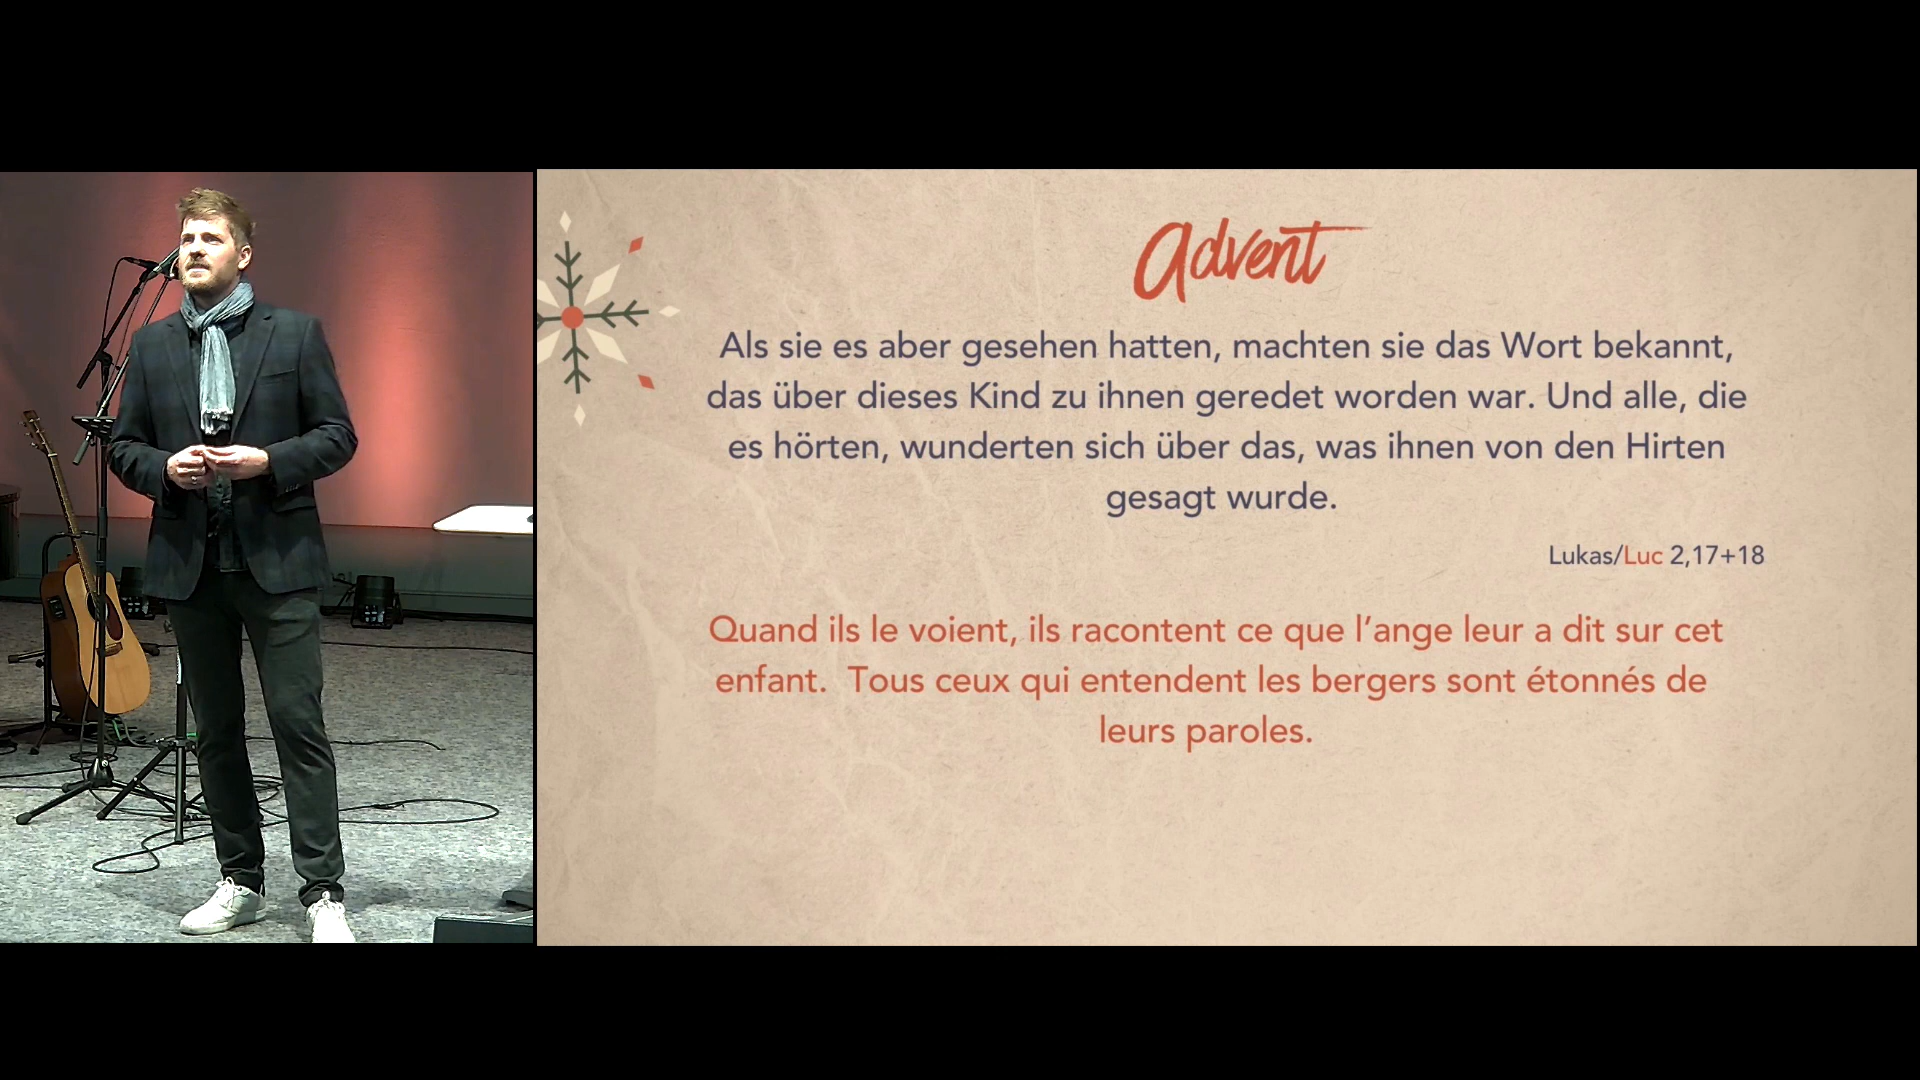 Advent
Als sie es aber gesehen hatten, machten sie das Wort bekannt,
das über dieses Kind zu ihnen geredet worden war. Und alle, die
es hörten, wunderten sich über das, was ihnen von den Hirten
gesagt wurde.
Lukas/Luc 2,17+18
Quand ils le voient, ils racontent ce que l’ange leur a dit sur cet
enfant.  Tous ceux qui entendent les bergers sont étonnés de
leurs paroles.